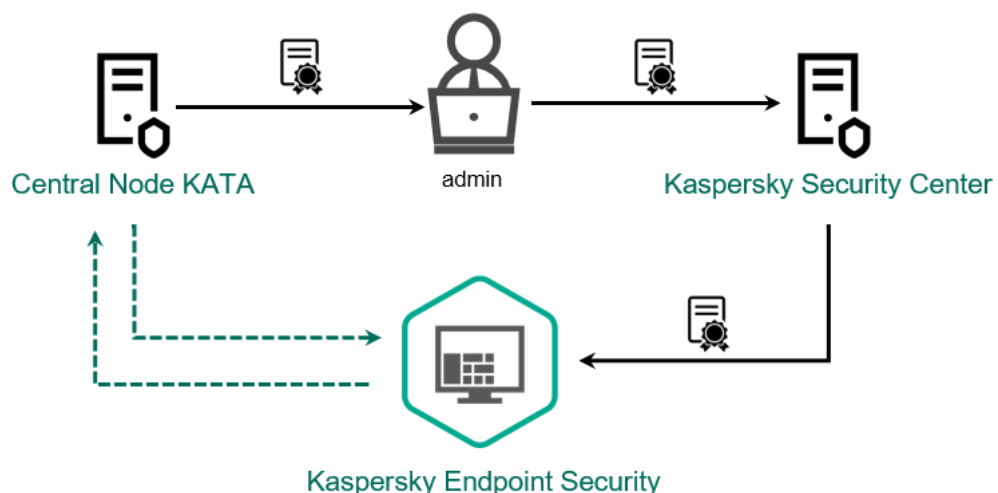 Central Node KATA
admin
Kaspersky Security Center
Kaspersky Endpoint Security